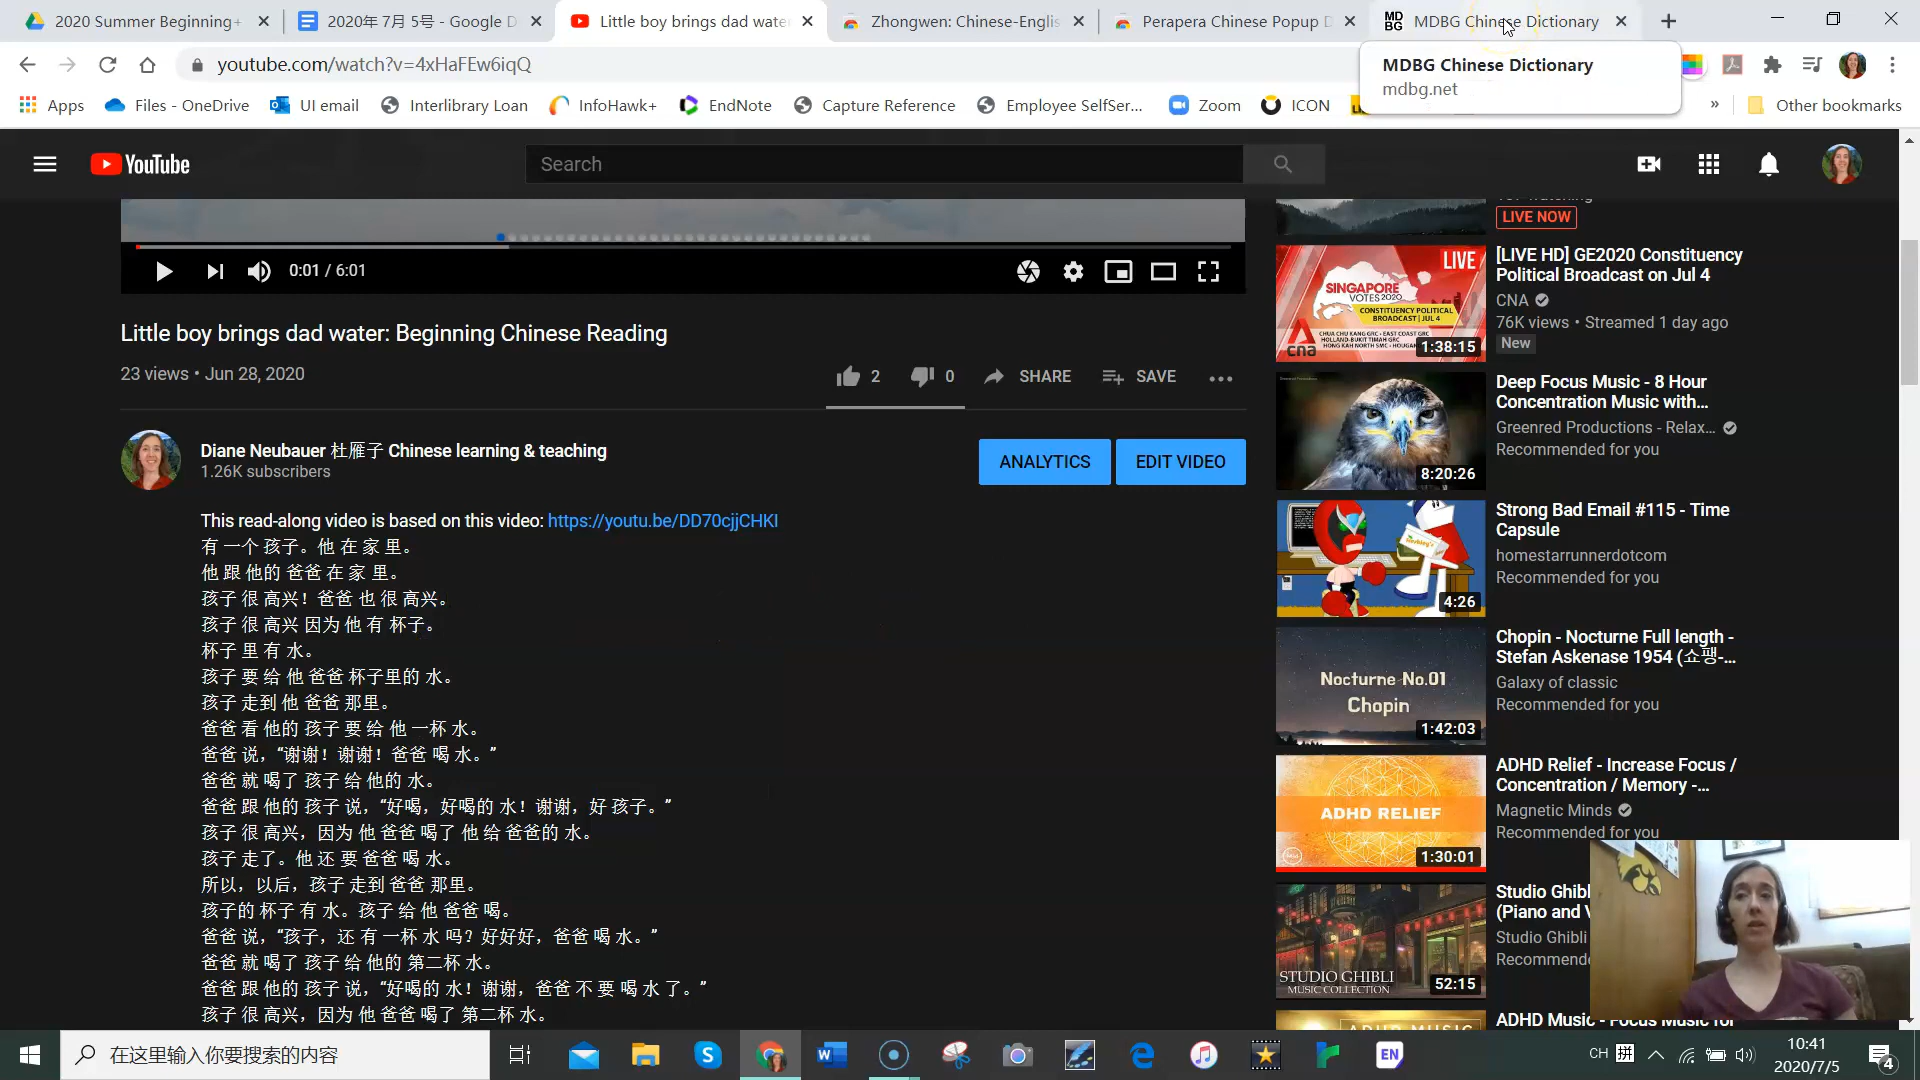 2020 Summer Beginning+
2020年 7月 5号 - Google D
Little boy brings dad wate
Zhongwen: Chinese-Englis
Perapera Chinese Popup D
MDBG Chinese Dictionary
youtube.com/watch?v=4xHaFEw6iqQ
MDBG Chinese Dictionary
mdbg.net
Apps
Files - OneDrive
UI email
Interlibrary Loan
InfoHawk+
EndNote
Capture Reference
Employee SelfSer...
Zoom
ICON
»
Other bookmarks
YouTube
Search
0:01 / 6:01
Little boy brings dad water: Beginning Chinese Reading
23 views • Jun 28, 2020
2
0
SHARE
SAVE
Diane Neubauer 杜雁子 Chinese learning & teaching
1.26K subscribers
ANALYTICS
EDIT VIDEO
This read-along video is based on this video: https://youtu.be/DD70cjjCHKI
有 一个 孩子。他 在 家 里。
他 跟 他的 爸爸 在 家 里。
孩子 很 高兴！爸爸 也 很 高兴。
孩子 很 高兴 因为 他 有 杯子。
杯子 里 有 水。
孩子 要 给 他 爸爸 杯子里的 水。
孩子 走到 他 爸爸 那里。
爸爸 看 他的 孩子 要 给 他 一杯 水。
爸爸 说，“谢谢！谢谢！爸爸 喝 水。”
爸爸 就 喝了 孩子 给 他的 水。
爸爸 跟 他的 孩子 说，“好喝，好喝的 水！谢谢，好 孩子。”
孩子 很 高兴，因为 他 爸爸 喝了 他 给 爸爸的 水。
孩子 走了。他 还 要 爸爸 喝 水。
所以，以后，孩子 走到 爸爸 那里。
孩子的 杯子 有 水。孩子 给 他 爸爸 喝。
爸爸 说，“孩子，还 有 一杯 水 吗？好好好，爸爸 喝 水。”
爸爸 就 喝了 孩子 给 他的 第二杯 水。
爸爸 跟 他的 孩子 说，“好喝的 水！谢谢，爸爸 不 要 喝 水 了。”
孩子 很 高兴，因为 他 爸爸 喝了 第二杯 水。
LIVE NOW
LIVE
SINGAPORE
VOTES 2020
CONSTITUENCY POLITICAL
BROADCAST | JUL 4
cna
1:38:15
[LIVE HD] GE2020 Constituency
Political Broadcast on Jul 4
CNA
76K views • Streamed 1 day ago
New
8:20:26
Deep Focus Music - 8 Hour
Concentration Music with...
Greenred Productions - Relax...
Recommended for you
4:26
Strong Bad Email #115 - Time
Capsule
homestarrunnerdotcom
Recommended for you
Nocturne No.01
Chopin
1:42:03
Chopin - Nocturne Full length -
Stefan Askenase 1954 (쇼팽-...
Galaxy of classic
Recommended for you
ADHD RELIEF
1:30:01
ADHD Relief - Increase Focus /
Concentration / Memory -...
Magnetic Minds
Recommended for you
STUDIO GHIBLI
MUSIC COLLECTION
52:15
Studio Ghibl
(Piano and V
Studio Ghibli
Recommende
ADHD Music - Focus Music for
在这里输入你要搜索的内容
EN
CH 拼
10:41
2020/7/5
4